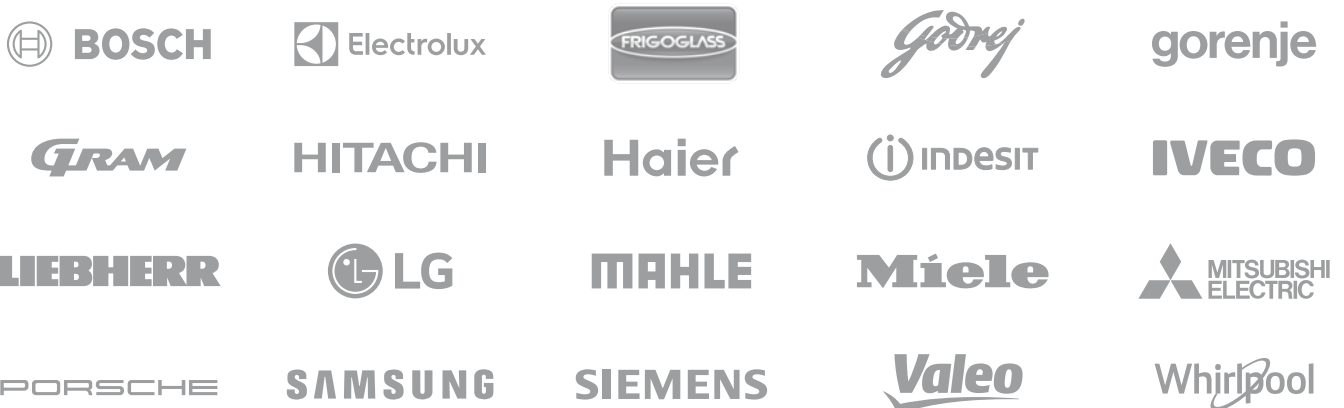 BOSCH
Electrolux
FRIGOGLASS
Godrej
gorenje
GRAM
HITACHI
Haier
INDESIT
IVECO
LIEBHERR
LG
MAHLE
Miele
MITSUBISHI
ELECTRIC
PORSCHE
SAMSUNG
SIEMENS
Valeo
Whirlpool